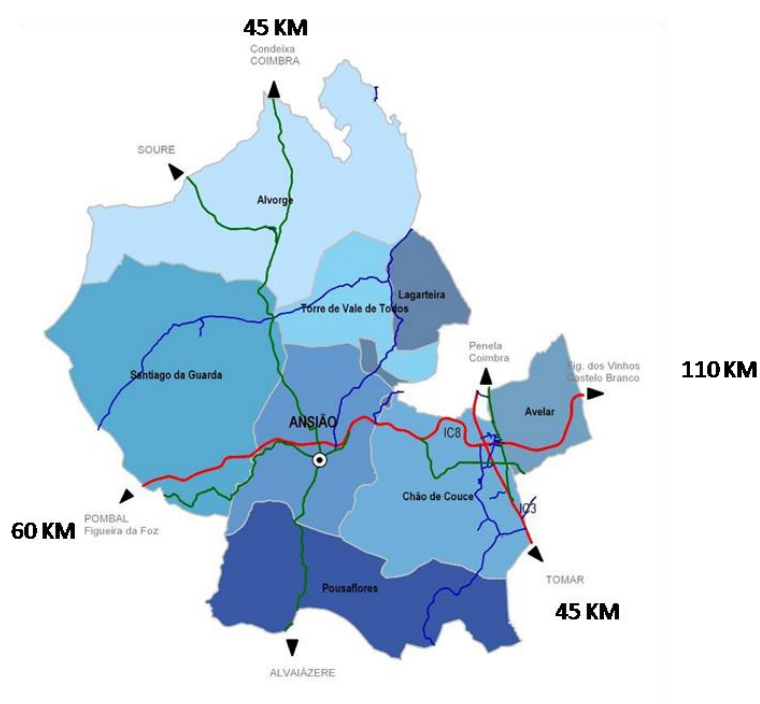 45 KM
Condeixa
COIMBRA
SOURE
Alvorge
Lagarteira
Torre de Vale de Todos
Penela
Coimbra
Fig. dos Vinhos
Castelo Branco
110 KM
Santiago da Guarda
Avelar
ANSIÃO
IC8
Chão de Couce
IC3
POMBAL
Figueira da Foz
60 KM
TOMAR
45 KM
Pousaflores
ALVAIÁZERE